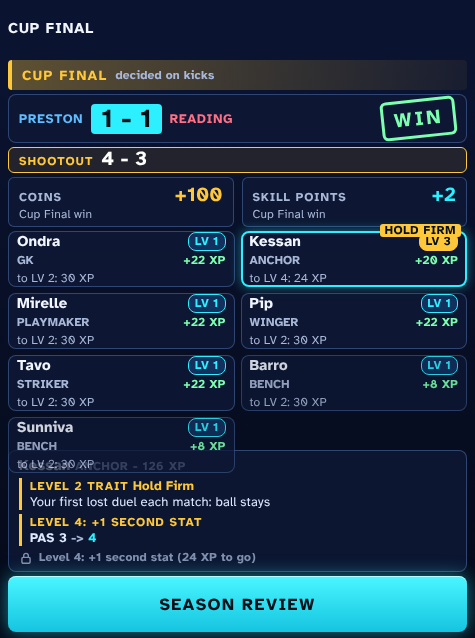 CUP FINAL
CUP FINAL decided on kicks
PRESTON 1 - 1 READING WIN
SHOOTOUT 4 - 3
COINS +100
Cup Final win
SKILL POINTS +2
Cup Final win
Ondra LV 1
GK +22 XP
to LV 2: 30 XP
HOLD FIRM
Kessan LV 3
ANCHOR +20 XP
to LV 4: 24 XP
Mirelle LV 1
PLAYMAKER +22 XP
to LV 2: 30 XP
Pip LV 1
WINGER +22 XP
to LV 2: 30 XP
Tavo LV 1
STRIKER +22 XP
to LV 2: 30 XP
Barro LV 1
BENCH +8 XP
to LV 2: 30 XP
Sunniva LV 1
BENCH +8 XP
to LV 2: 30 XP
Kessan ANCHOR - 126 XP
LEVEL 2 TRAIT Hold Firm
Your first lost duel each match: ball stays
LEVEL 4: +1 SECOND STAT
PAS 3 -> 4
Level 4: +1 second stat (24 XP to go)
SEASON REVIEW